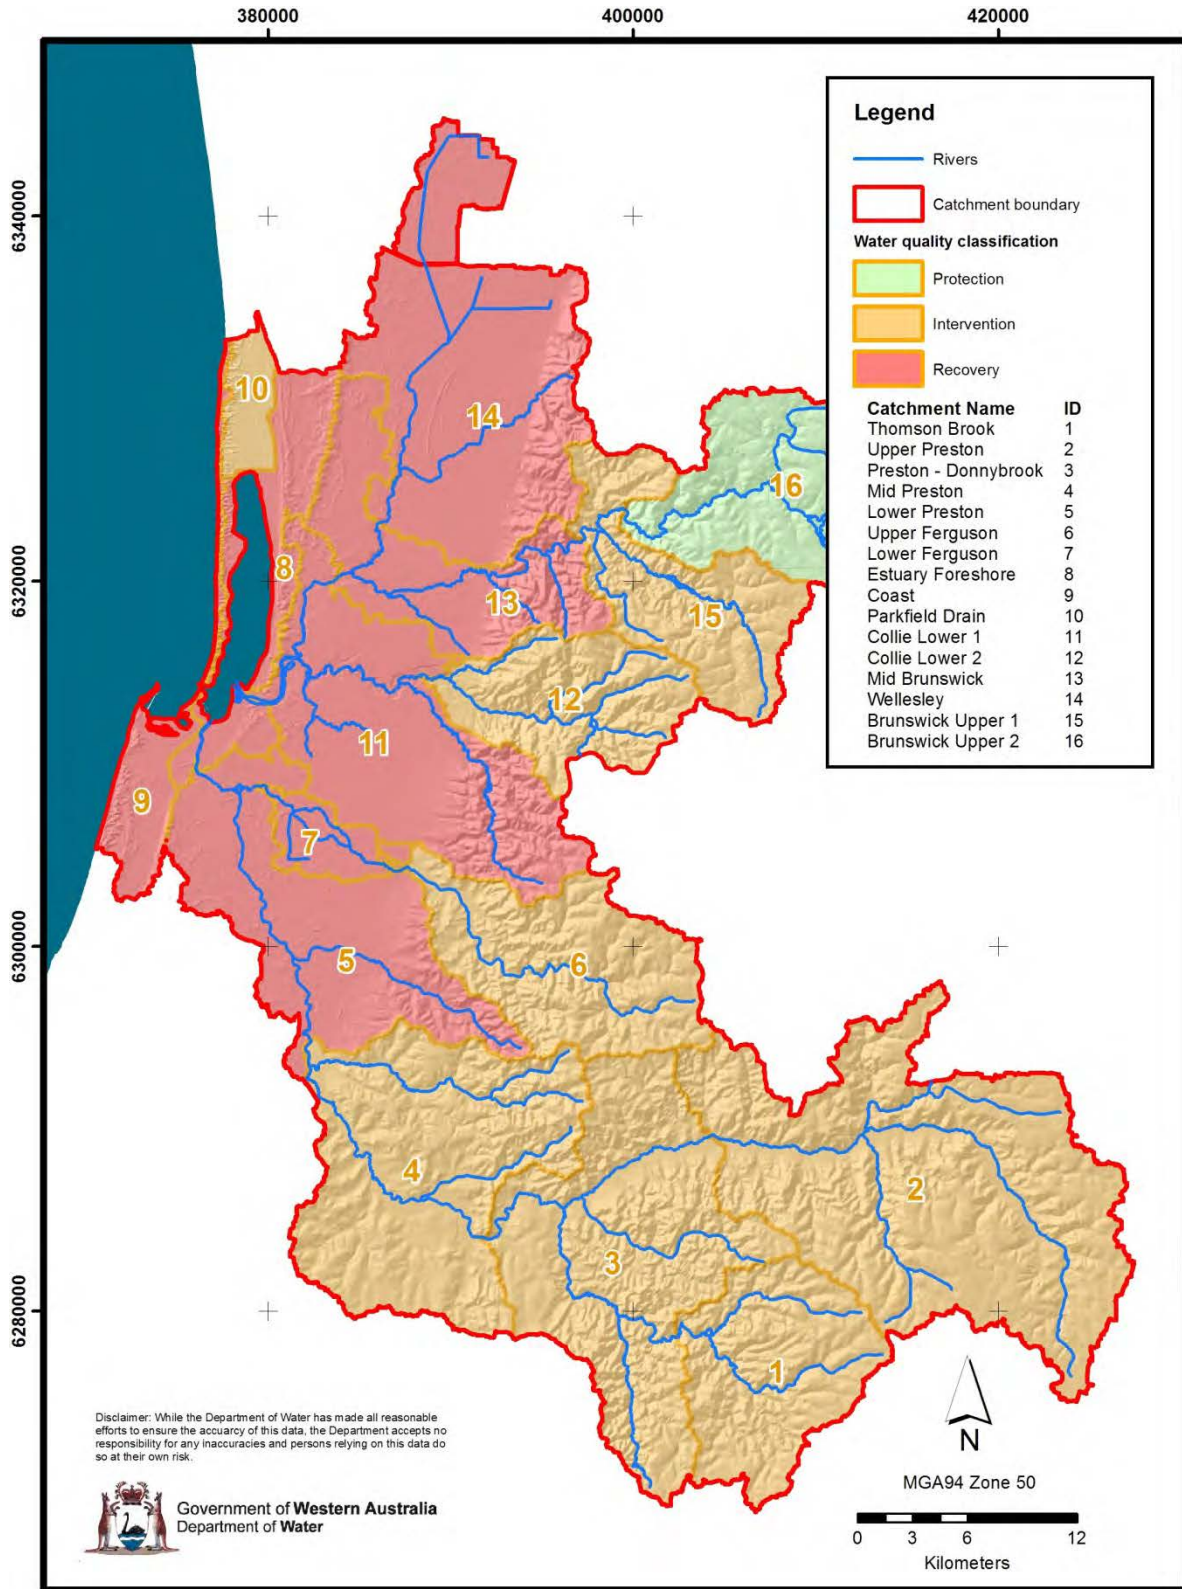 380000
400000
420000
6340000
6320000
6300000
6280000
Legend
Rivers
Catchment boundary
Water quality classification
Protection
Intervention
Recovery
Catchment Name ID
Thomson Brook 1
Upper Preston 2
Preston - Donnybrook 3
Mid Preston 4
Lower Preston 5
Upper Ferguson 6
Lower Ferguson 7
Estuary Foreshore 8
Coast 9
Parkfield Drain 10
Collie Lower 1 11
Collie Lower 2 12
Mid Brunswick 13
Wellesley 14
Brunswick Upper 1 15
Brunswick Upper 2 16
10
14
16
8
13
15
12
11
9
7
5
6
4
2
3
1
Disclaimer: While the Department of Water has made all reasonable
efforts to ensure the accuarcy of this data, the Department accepts no
responsibility for any inaccuracies and persons relying on this data do
so at their own risk.
Government of Western Australia
Department of Water
N
MGA94 Zone 50
0 3 6 12
Kilometers